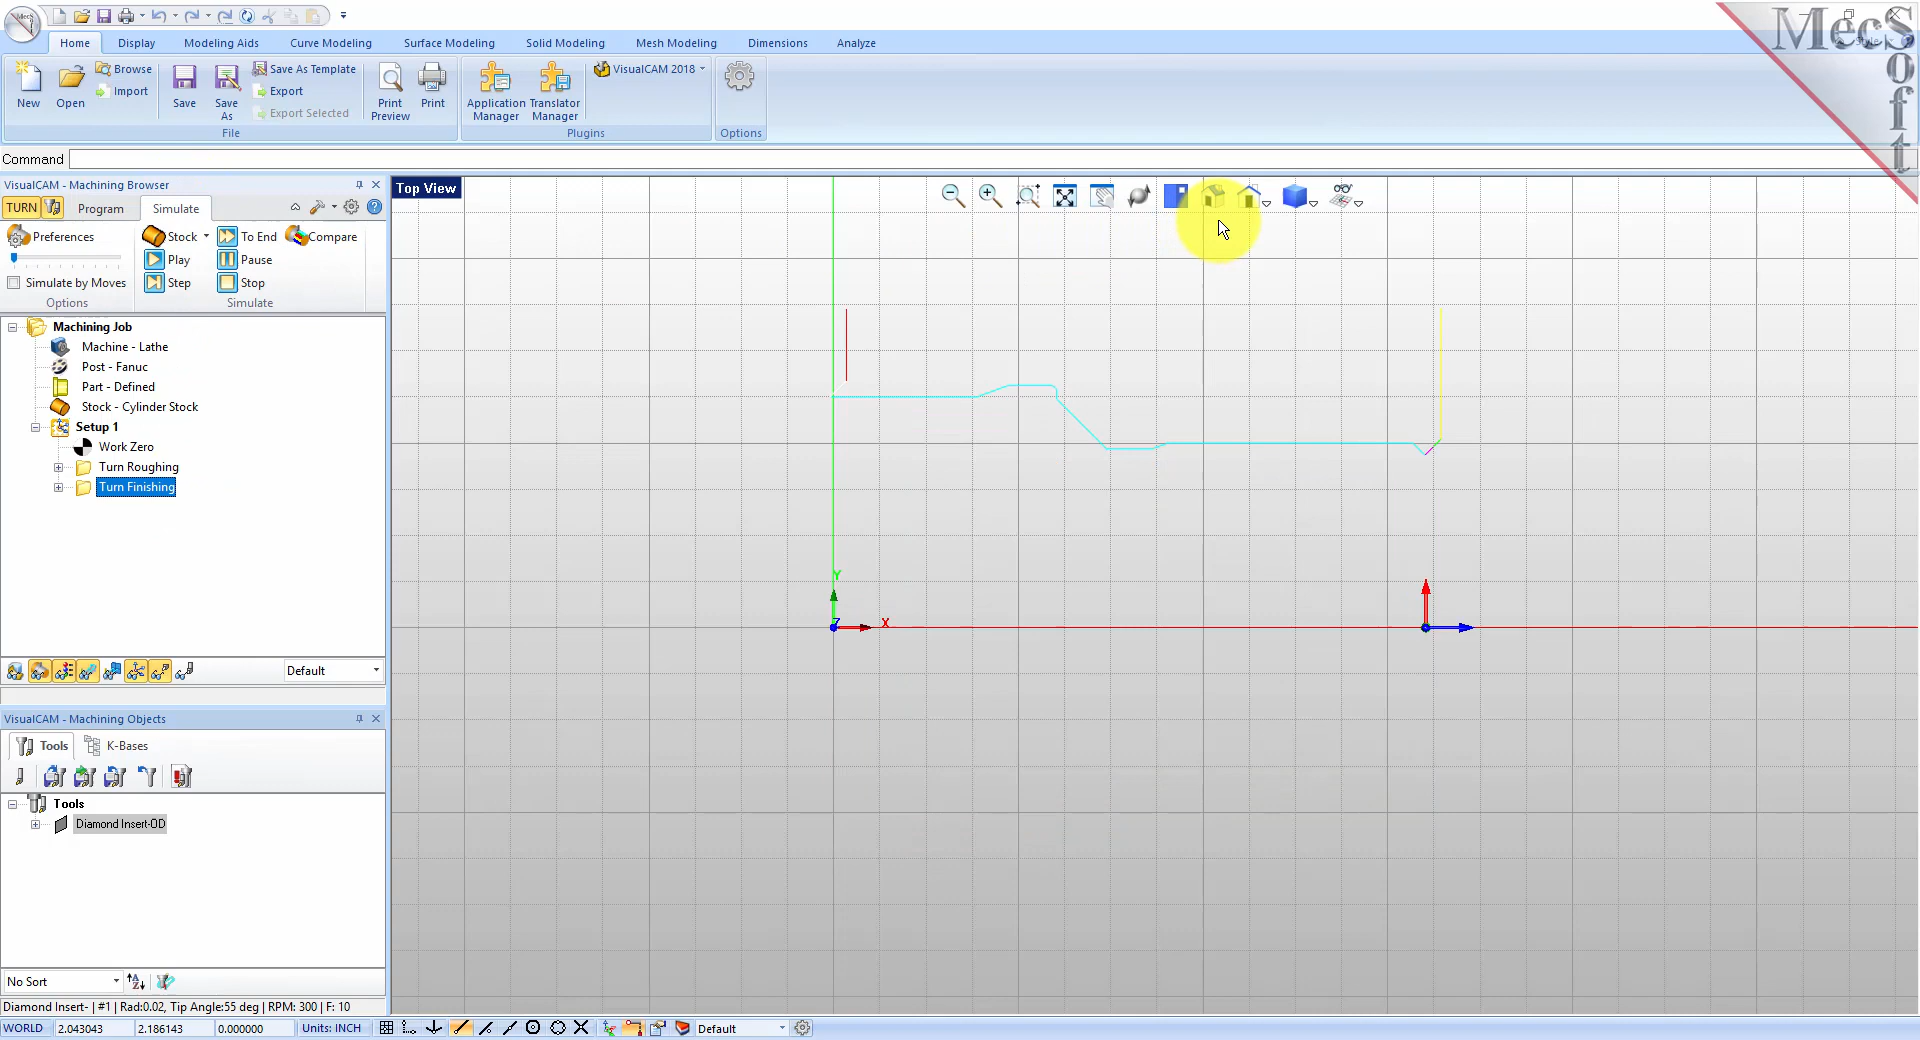 MecSoft
Home Display Modeling Aids Curve Modeling Surface Modeling Solid Modeling Mesh Modeling Dimensions Analyze
New Open Browse Import Save Save As Save As Template Export Export Selected Print Preview Print
Application Manager Translator Manager VisualCAM 2018
File Plugins Options
Command
VisualCAM - Machining Browser
TURN Program Simulate
Preferences Stock To End Compare
Play Pause
Simulate by Moves Step Stop
Options Simulate
Machining Job
Machine - Lathe
Post - Fanuc
Part - Defined
Stock - Cylinder Stock
Setup 1
Work Zero
Turn Roughing
Turn Finishing
Default
VisualCAM - Machining Objects
Tools K-Bases
Tools
Diamond Insert-OD
No Sort
Diamond Insert- | #1 | Rad:0.02, Tip Angle:55 deg | RPM: 300 | F: 10
Top View
Y
Z X
WORLD 2.043043 2.186143 0.000000 Units: INCH Default